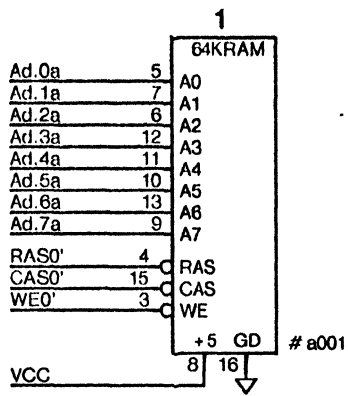 1
64KRAM
Ad.0a 5 A0
Ad.1a 7 A1
Ad.2a 6 A2
Ad.3a 12 A3
Ad.4a 11 A4
Ad.5a 10 A5
Ad.6a 13 A6
Ad.7a 9 A7
RAS0' 4 RAS
CAS0' 15 CAS
WE0' 3 WE
+5 GD # a001
8 16
VCC